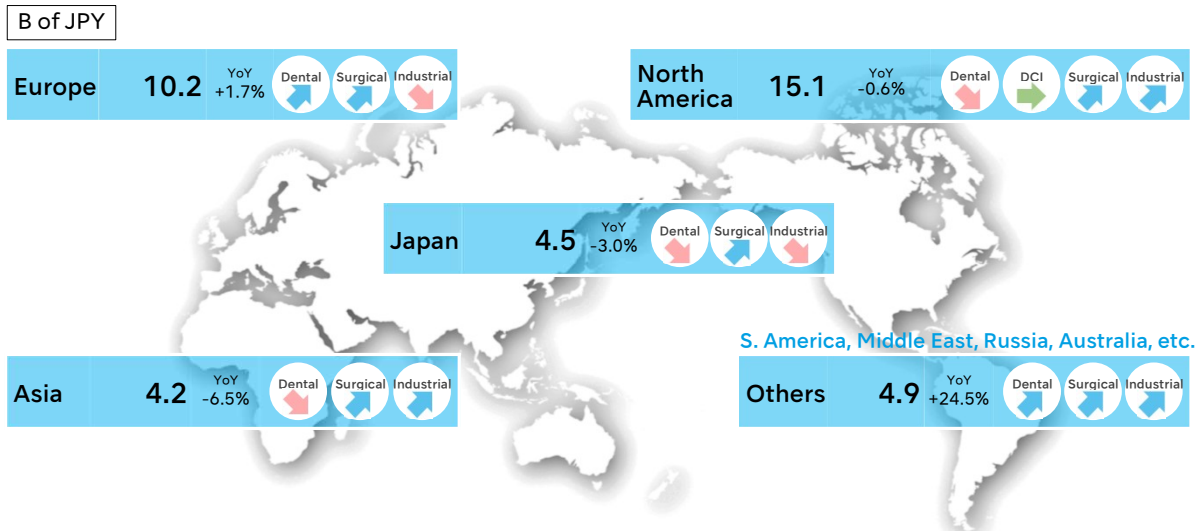 B of JPY
Europe 10.2 YoY +1.7% Dental Surgical Industrial
North America 15.1 YoY -0.6% Dental DCI Surgical Industrial
Japan 4.5 YoY -3.0% Dental Surgical Industrial
S. America, Middle East, Russia, Australia, etc.
Asia 4.2 YoY -6.5% Dental Surgical Industrial
Others 4.9 YoY +24.5% Dental Surgical Industrial